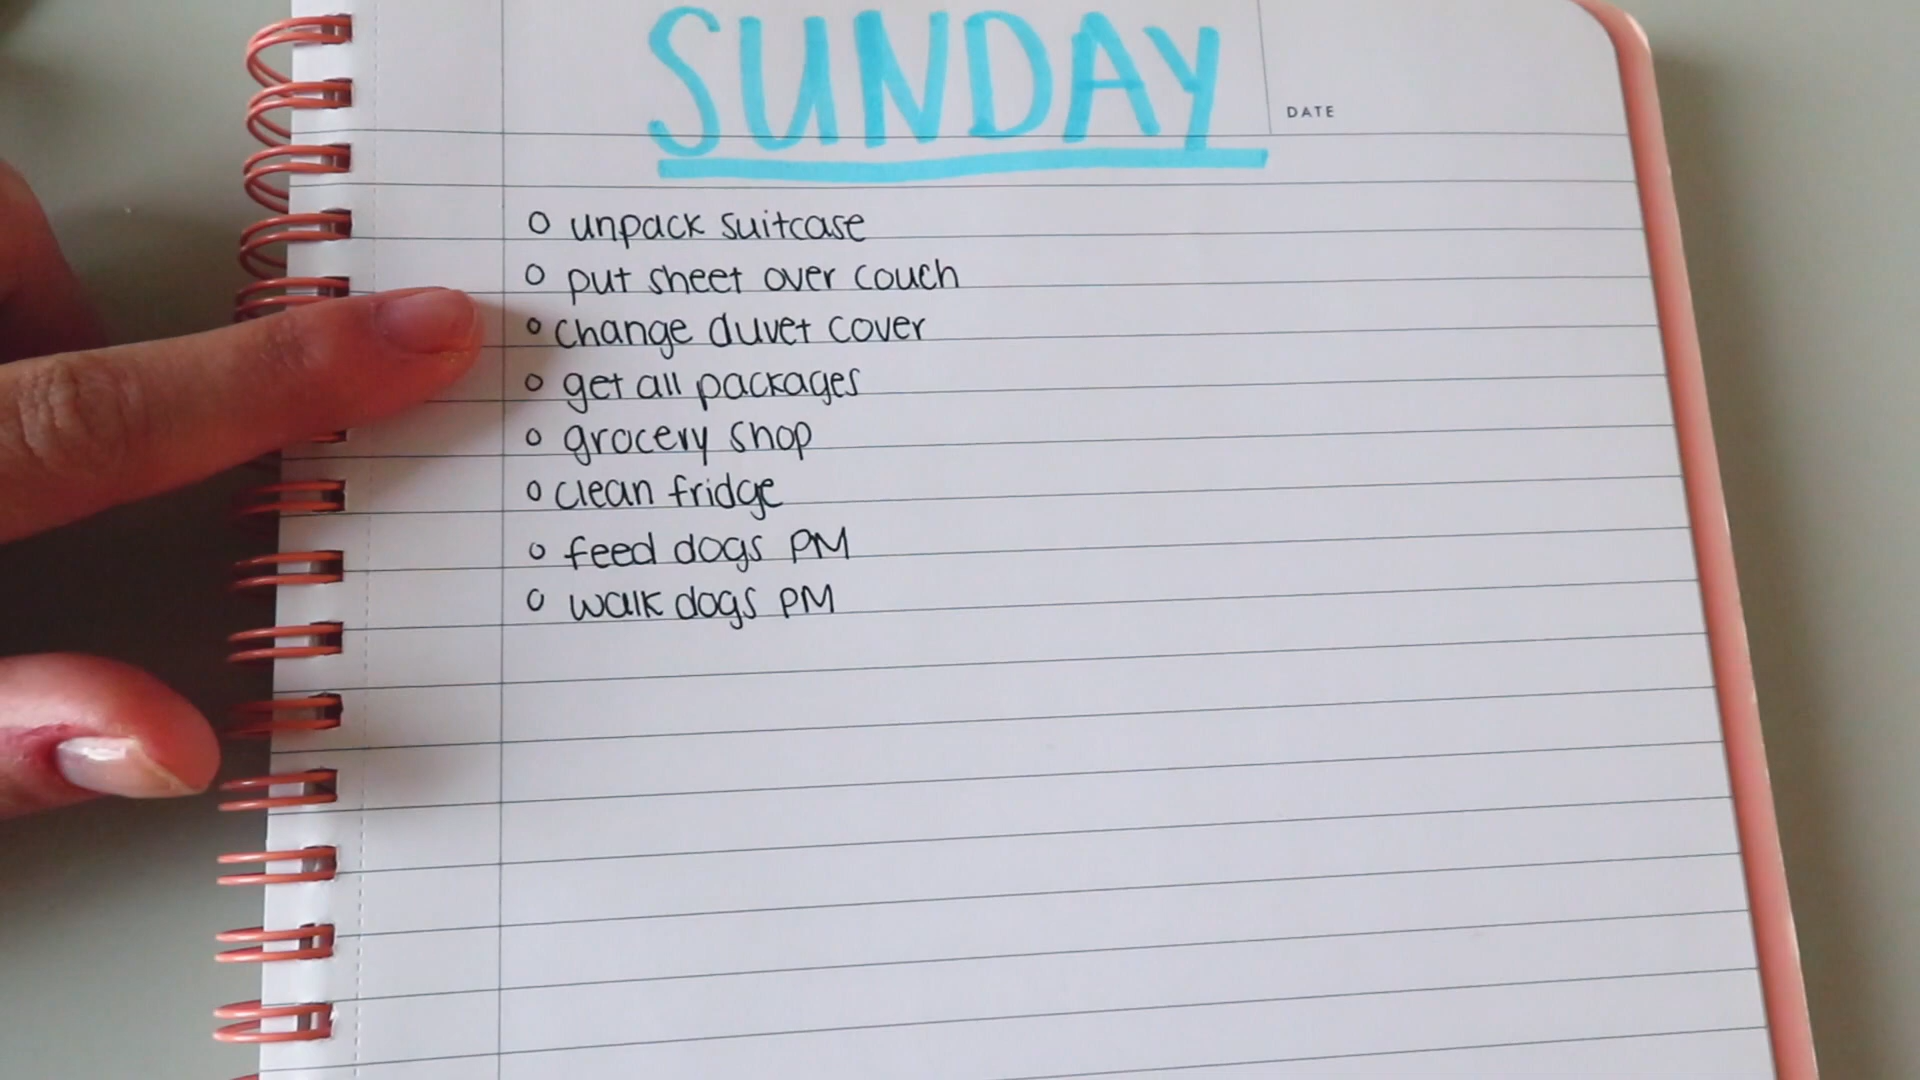 SUNDAY
DATE
o unpack suitcase
o put sheet over couch
o change duvet cover
o get all packages
o grocery shop
o clean fridge
o feed dogs PM
o walk dogs PM